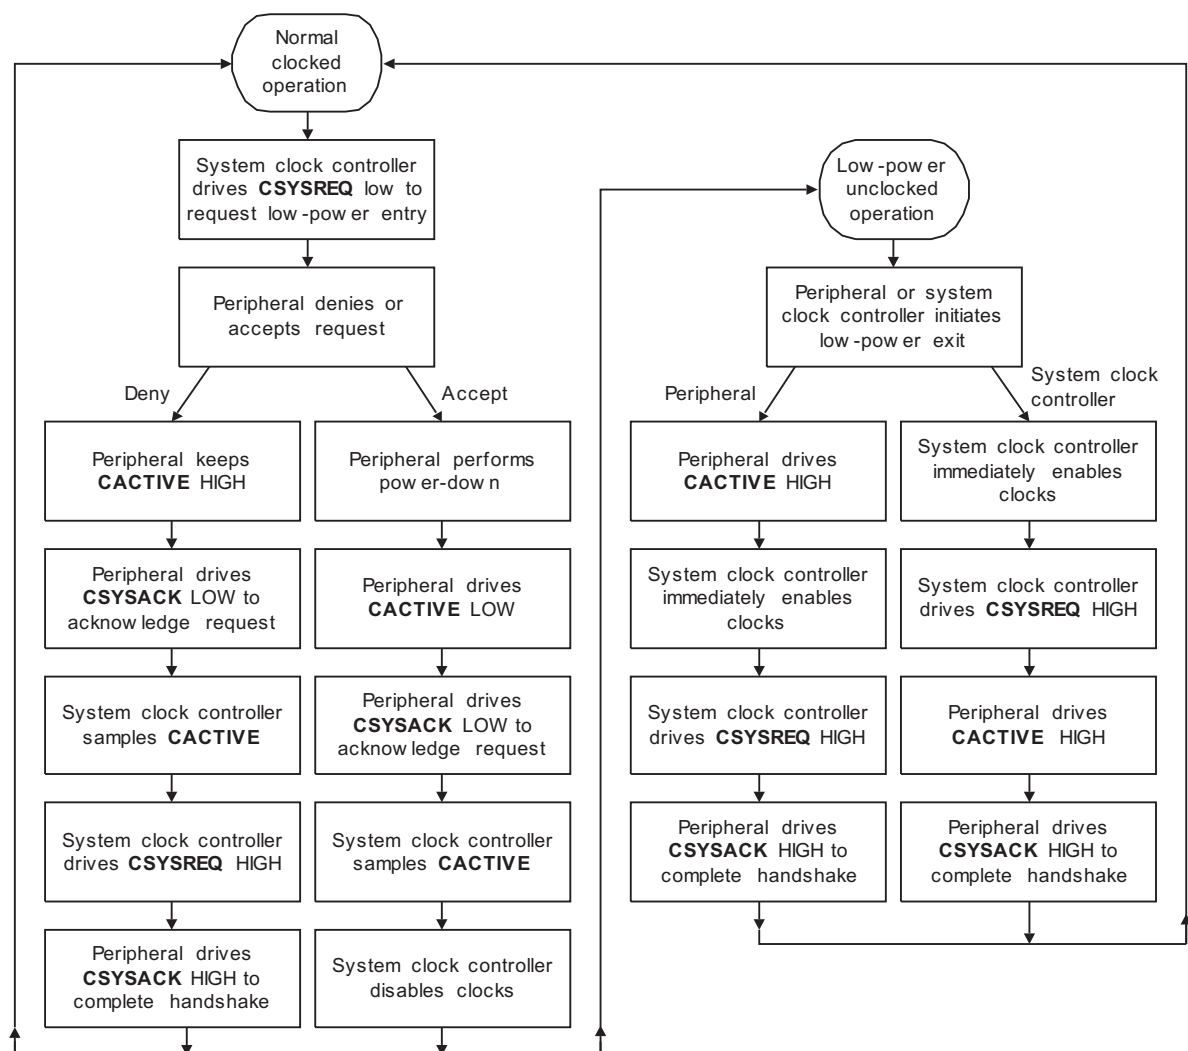 Normal
clocked
operation
System clock controller
drives CSYSREQ low to
request low-power entry
Peripheral denies or
accepts request
Deny
Accept
Peripheral keeps
CACTIVE HIGH
Peripheral drives
CSYSACK LOW to
acknowledge request
System clock controller
samples CACTIVE
System clock controller
drives CSYSREQ HIGH
Peripheral drives
CSYSACK HIGH to
complete handshake
Peripheral performs
power-down
Peripheral drives
CACTIVE LOW
Peripheral drives
CSYSACK LOW to
acknowledge request
System clock controller
samples CACTIVE
System clock controller
disables clocks
Low-power
unclocked
operation
Peripheral or system
clock controller initiates
low-power exit
Peripheral
System clock
controller
Peripheral drives
CACTIVE HIGH
System clock controller
immediately enables
clocks
System clock controller
drives CSYSREQ HIGH
Peripheral drives
CSYSACK HIGH to
complete handshake
System clock controller
immediately enables
clocks
System clock controller
drives CSYSREQ HIGH
Peripheral drives
CACTIVE HIGH
Peripheral drives
CSYSACK HIGH to
complete handshake